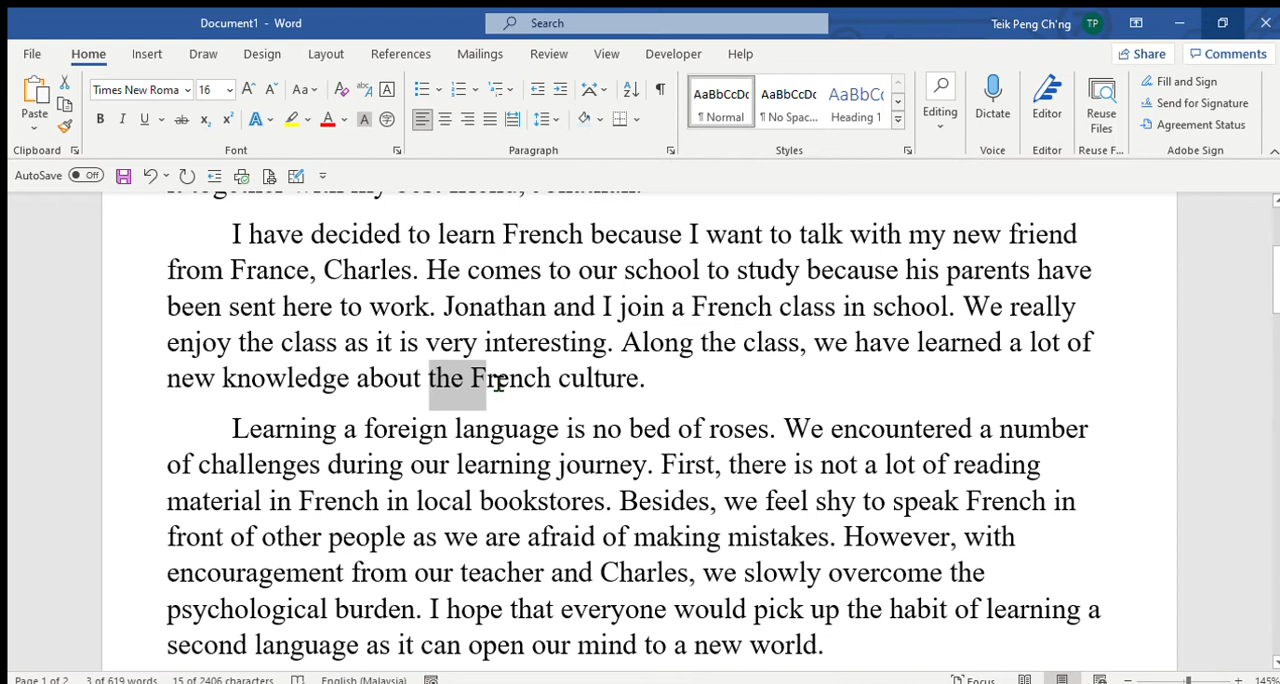 Document1 - Word
Search
Teik Peng Ch'ng
TP
File Home Insert Draw Design Layout References Mailings Review View Developer Help
Share
Comments
Times New Roma
16
Aa
AaBbCcDc AaBbCcDc AaBbC(
¶ Normal ¶ No Spac... Heading 1
Paste
Editing
Dictate
Editor
Reuse
Files
Fill and Sign
Send for Signature
Agreement Status
Clipboard Font Paragraph Styles Voice Editor Reuse F... Adobe Sign
AutoSave Off
it together with my best friend, Jonathan.
I have decided to learn French because I want to talk with my new friend
from France, Charles. He comes to our school to study because his parents have
been sent here to work. Jonathan and I join a French class in school. We really
enjoy the class as it is very interesting. Along the class, we have learned a lot of
new knowledge about the French culture.
Learning a foreign language is no bed of roses. We encountered a number
of challenges during our learning journey. First, there is not a lot of reading
material in French in local bookstores. Besides, we feel shy to speak French in
front of other people as we are afraid of making mistakes. However, with
encouragement from our teacher and Charles, we slowly overcome the
psychological burden. I hope that everyone would pick up the habit of learning a
second language as it can open our mind to a new world.
Page 1 of 2 3 of 619 words 15 of 2406 characters English (Malaysia) Focus 145%